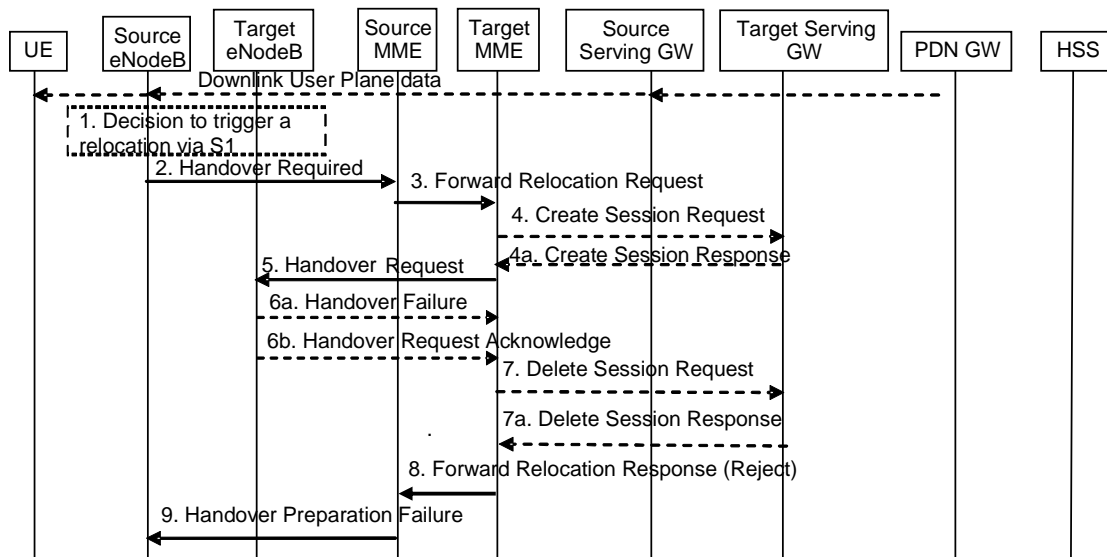 UE
Source
eNodeB
Target
eNodeB
Source
MME
Target
MME
Source
Serving GW
Target Serving
GW
PDN GW
HSS
Downlink User Plane data
1. Decision to trigger a
relocation via S1
2. Handover Required
3. Forward Relocation Request
4. Create Session Request
4a. Create Session Response
5. Handover Request
6a. Handover Failure
6b. Handover Request Acknowledge
7. Delete Session Request
7a. Delete Session Response
.
8. Forward Relocation Response (Reject)
9. Handover Preparation Failure